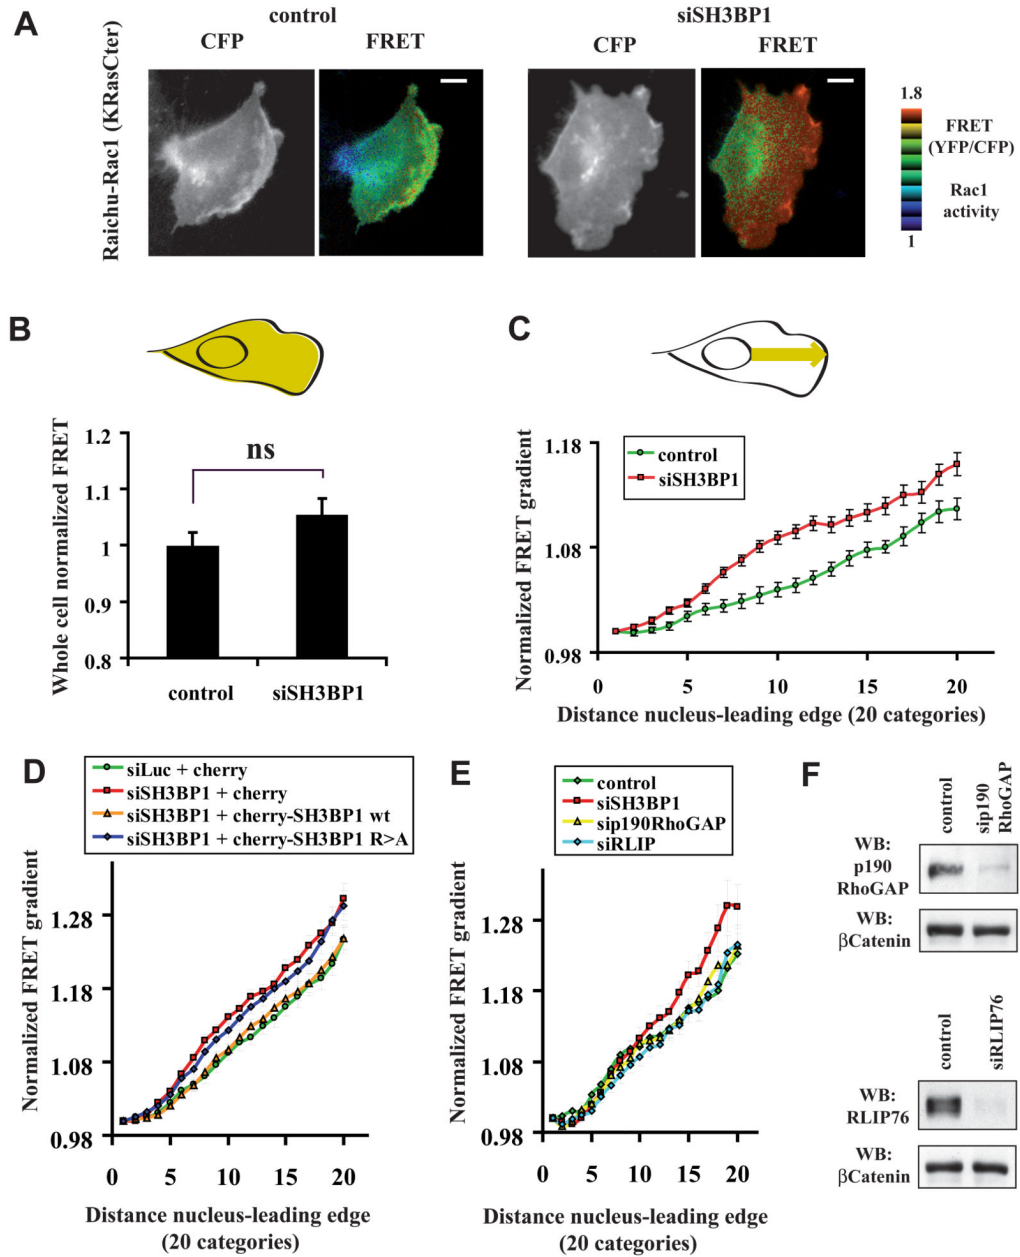 A
control
siSH3BP1
CFP
FRET
CFP
FRET
Raichu-Rac1 (KRasCter)
1.8
FRET
(YFP/CFP)
Rac1
activity
1
B
Whole cell normalized FRET
1.2
1.1
1
0.9
0.8
ns
control
siSH3BP1
C
Normalized FRET gradient
1.18
1.08
0.98
control
siSH3BP1
0
5
10
15
20
Distance nucleus-leading edge (20 categories)
D
siLuc + cherry
siSH3BP1 + cherry
siSH3BP1 + cherry-SH3BP1 wt
siSH3BP1 + cherry-SH3BP1 R>A
Normalized FRET gradient
1.28
1.18
1.08
0.98
0
5
10
15
20
Distance nucleus-leading edge
(20 categories)
E
control
siSH3BP1
sip190RhoGAP
siRLIP
Normalized FRET gradient
1.28
1.18
1.08
0.98
0
5
10
15
20
Distance nucleus-leading edge
(20 categories)
F
control
sip190
RhoGAP
WB:
p190
RhoGAP
WB:
βCatenin
control
siRLIP76
WB:
RLIP76
WB:
βCatenin